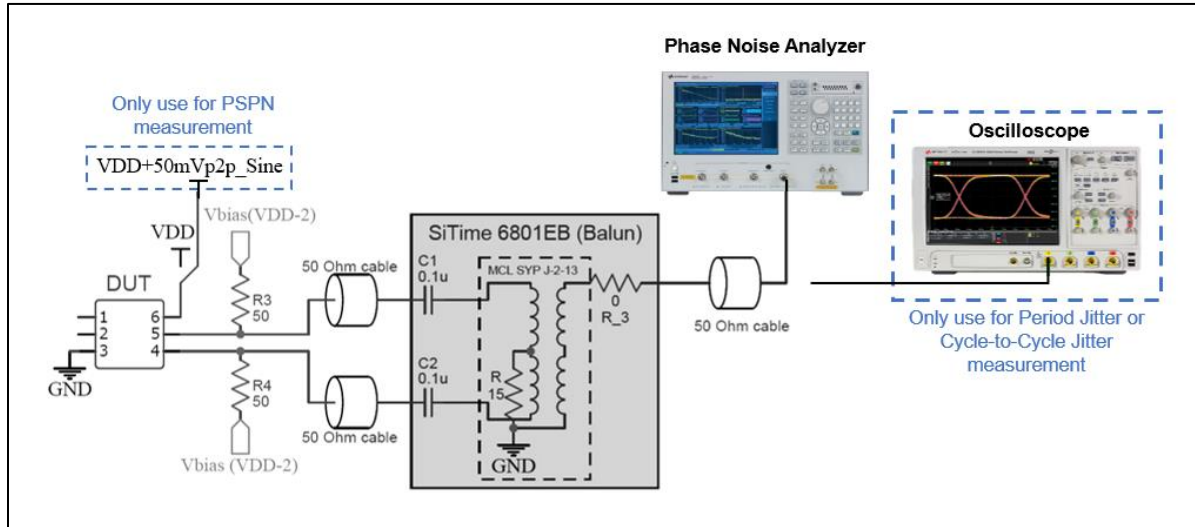 Phase Noise Analyzer
Only use for PSPN
measurement
VDD+50mVp2p_Sine
Vbias(VDD-2)
VDD
DUT
1
2
3
6
5
4
GND
R3
50
R4
50
Vbias (VDD-2)
50 Ohm cable
50 Ohm cable
SiTime 6801EB (Balun)
C1
0.1u
C2
0.1u
MCL SYP J-2-13
R
15
GND
0
R_3
50 Ohm cable
Oscilloscope
Only use for Period Jitter or
Cycle-to-Cycle Jitter
measurement